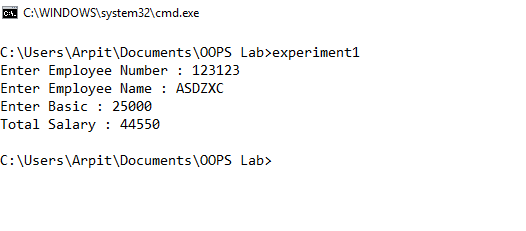 C:\WINDOWS\system32\cmd.exe
C:\Users\Arpit\Documents\OOPS Lab>experiment1
Enter Employee Number : 123123
Enter Employee Name : ASDZXC
Enter Basic : 25000
Total Salary : 44550
C:\Users\Arpit\Documents\OOPS Lab>